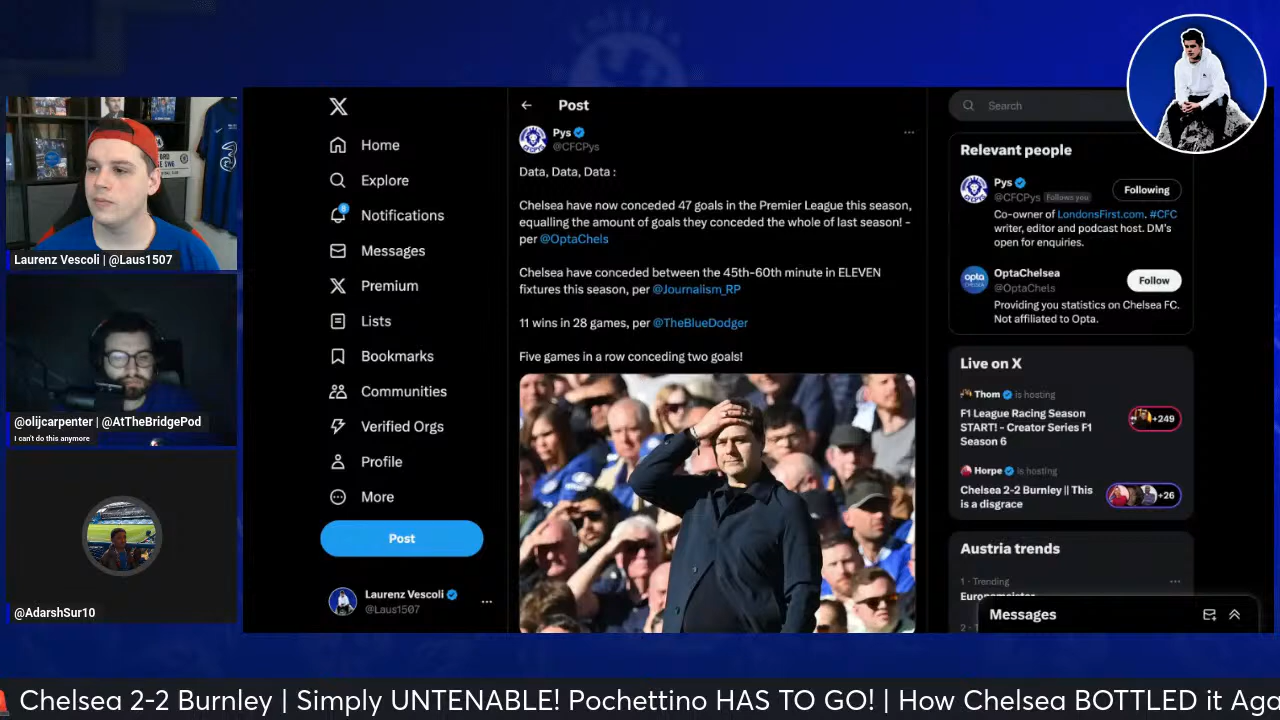 Laurenz Vescoli | @Laus1507
@olijcarpenter | @AtTheBridgePod
I can't do this anymore
@AdarshSur10
Home
Explore
8
Notifications
Messages
Premium
Lists
Bookmarks
Communities
Verified Orgs
Profile
More
Post
Laurenz Vescoli
@Laus1507
Post
Pys
@CFCPys
Data, Data, Data :
Chelsea have now conceded 47 goals in the Premier League this season,
equalling the amount of goals they conceded the whole of last season! -
per @OptaChels
Chelsea have conceded between the 45th-60th minute in ELEVEN
fixtures this season, per @Journalism_RP
11 wins in 28 games, per @TheBlueDodger
Five games in a row conceding two goals!
Search
Relevant people
Pys
Following
@CFCPys Follows you
Co-owner of LondonsFirst.com. #CFC
writer, editor and podcast host. DM's
open for enquiries.
opta
OptaChelsea
Follow
@OptaChels
Providing you statistics on Chelsea FC.
Not affiliated to Opta.
Live on X
Thom is hosting
F1 League Racing Season
START! - Creator Series F1
Season 6
+249
Horpe is hosting
Chelsea 2-2 Burnley || This
is a disgrace
+26
Austria trends
1 · Trending
Messages
Chelsea 2-2 Burnley | Simply UNTENABLE! Pochettino HAS TO GO! | How Chelsea BOTTLED it Aga